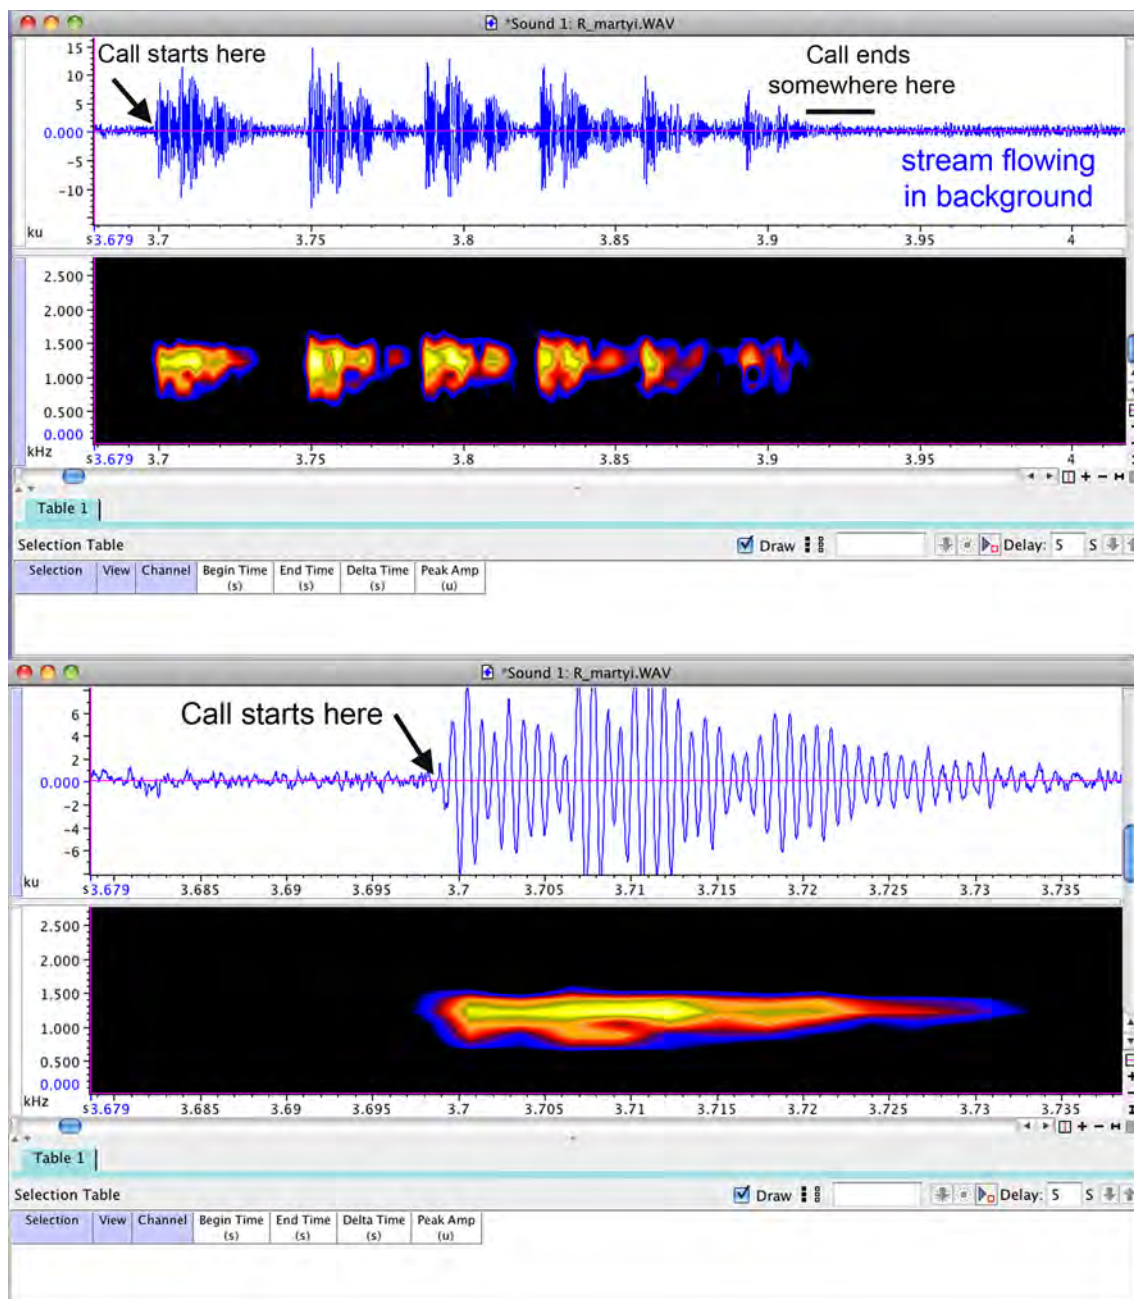 *Sound 1: R_martyi.WAV
15
Call starts here
Call ends
somewhere here
10
5
0.000
-5
stream flowing
in background
-10
ku
s3.679 3.7 3.75 3.8 3.85 3.9 3.95 4
2.500
2.000
1.500
1.000
0.500
0.000
kHz
s3.679 3.7 3.75 3.8 3.85 3.9 3.95 4
Table 1
Selection Table Draw Delay: 5 S
Selection View Channel Begin Time (s) End Time (s) Delta Time (s) Peak Amp (u)
*Sound 1: R_martyi.WAV
Call starts here
6
4
2
0.000
-2
-4
-6
ku
s3.679 3.685 3.69 3.695 3.7 3.705 3.71 3.715 3.72 3.725 3.73 3.735
2.500
2.000
1.500
1.000
0.500
0.000
kHz
s3.679 3.685 3.69 3.695 3.7 3.705 3.71 3.715 3.72 3.725 3.73 3.735
Table 1
Selection Table Draw Delay: 5 S
Selection View Channel Begin Time (s) End Time (s) Delta Time (s) Peak Amp (u)